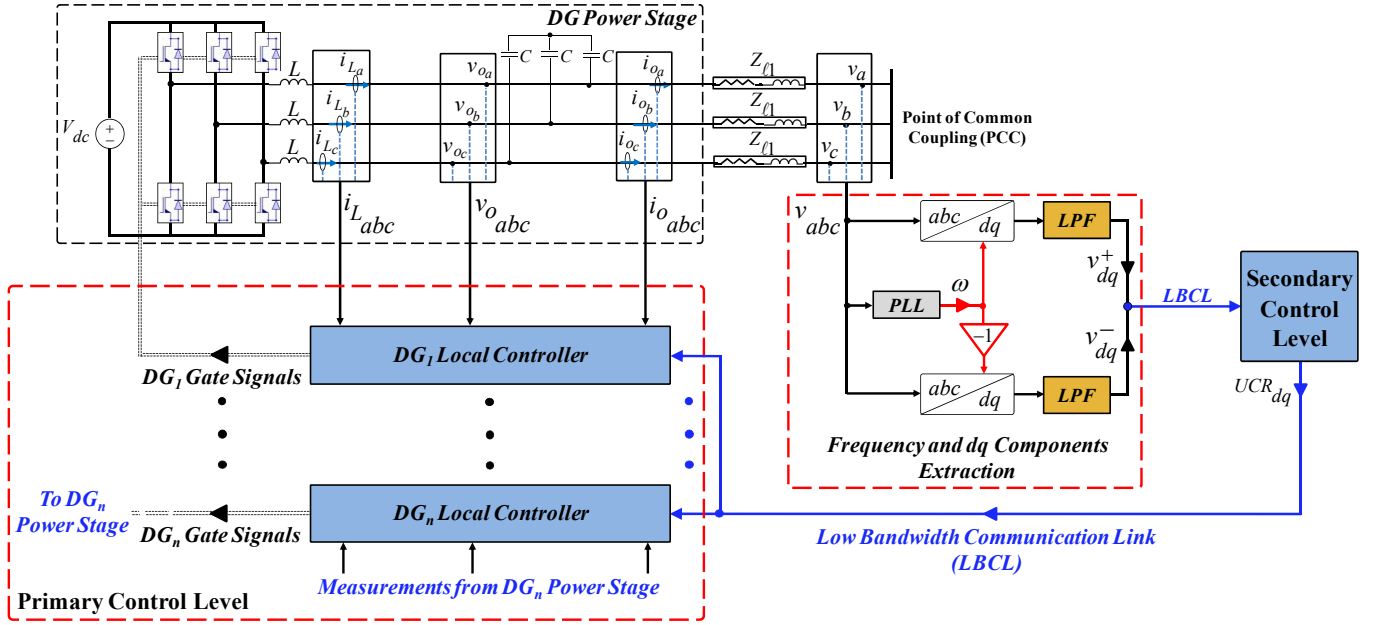 DG Power Stage
C C C
i_La v_oa i_oa Z_ℓ1 v_a
L
i_Lb v_ob i_ob Z_ℓ1 v_b
L
V_dc
Point of Common
Coupling (PCC)
i_Lc v_oc i_oc Z_ℓ1 v_c
L
i_Labc v_oabc i_oabc v_abc
abc
dq
LPF
v+_dq
PLL
ω
−1
LBCL
Secondary
Control
Level
v−_dq
abc
dq
LPF
UCR_dq
Frequency and dq Components
Extraction
DG1 Local Controller
DG1 Gate Signals
To DGn
Power Stage
DGn Local Controller
DGn Gate Signals
Low Bandwidth Communication Link
(LBCL)
Measurements from DGn Power Stage
Primary Control Level